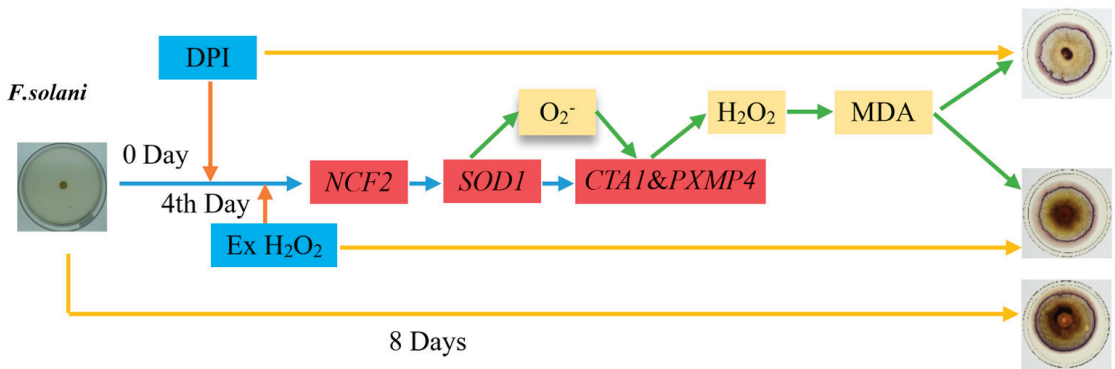 DPI
F.solani
O₂⁻
H₂O₂
MDA
0 Day
NCF2
SOD1
CTA1&PXMP4
4th Day
Ex H₂O₂
8 Days